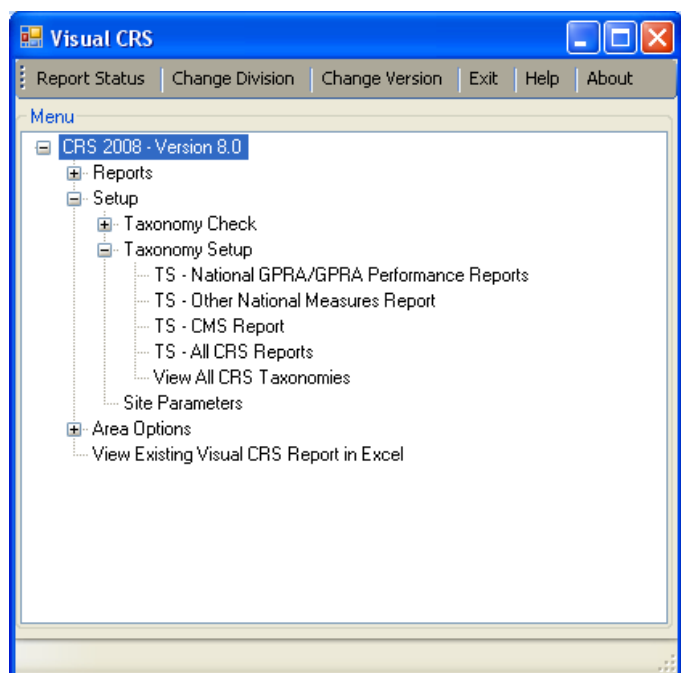 Visual CRS
Report Status Change Division Change Version Exit Help About
Menu
CRS 2008 - Version 8.0
Reports
Setup
Taxonomy Check
Taxonomy Setup
TS - National GPRA/GPRA Performance Reports
TS - Other National Measures Report
TS - CMS Report
TS - All CRS Reports
View All CRS Taxonomies
Site Parameters
Area Options
View Existing Visual CRS Report in Excel